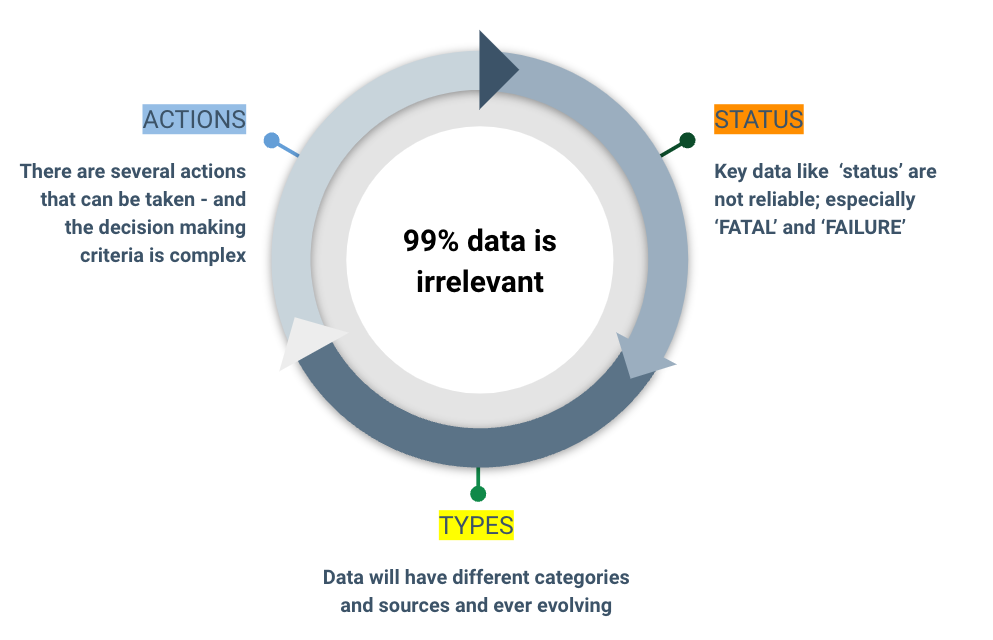 ACTIONS
There are several actions
that can be taken - and
the decision making
criteria is complex
99% data is
irrelevant
STATUS
Key data like  ‘status’ are
not reliable; especially
‘FATAL’ and ‘FAILURE’
TYPES
Data will have different categories
and sources and ever evolving